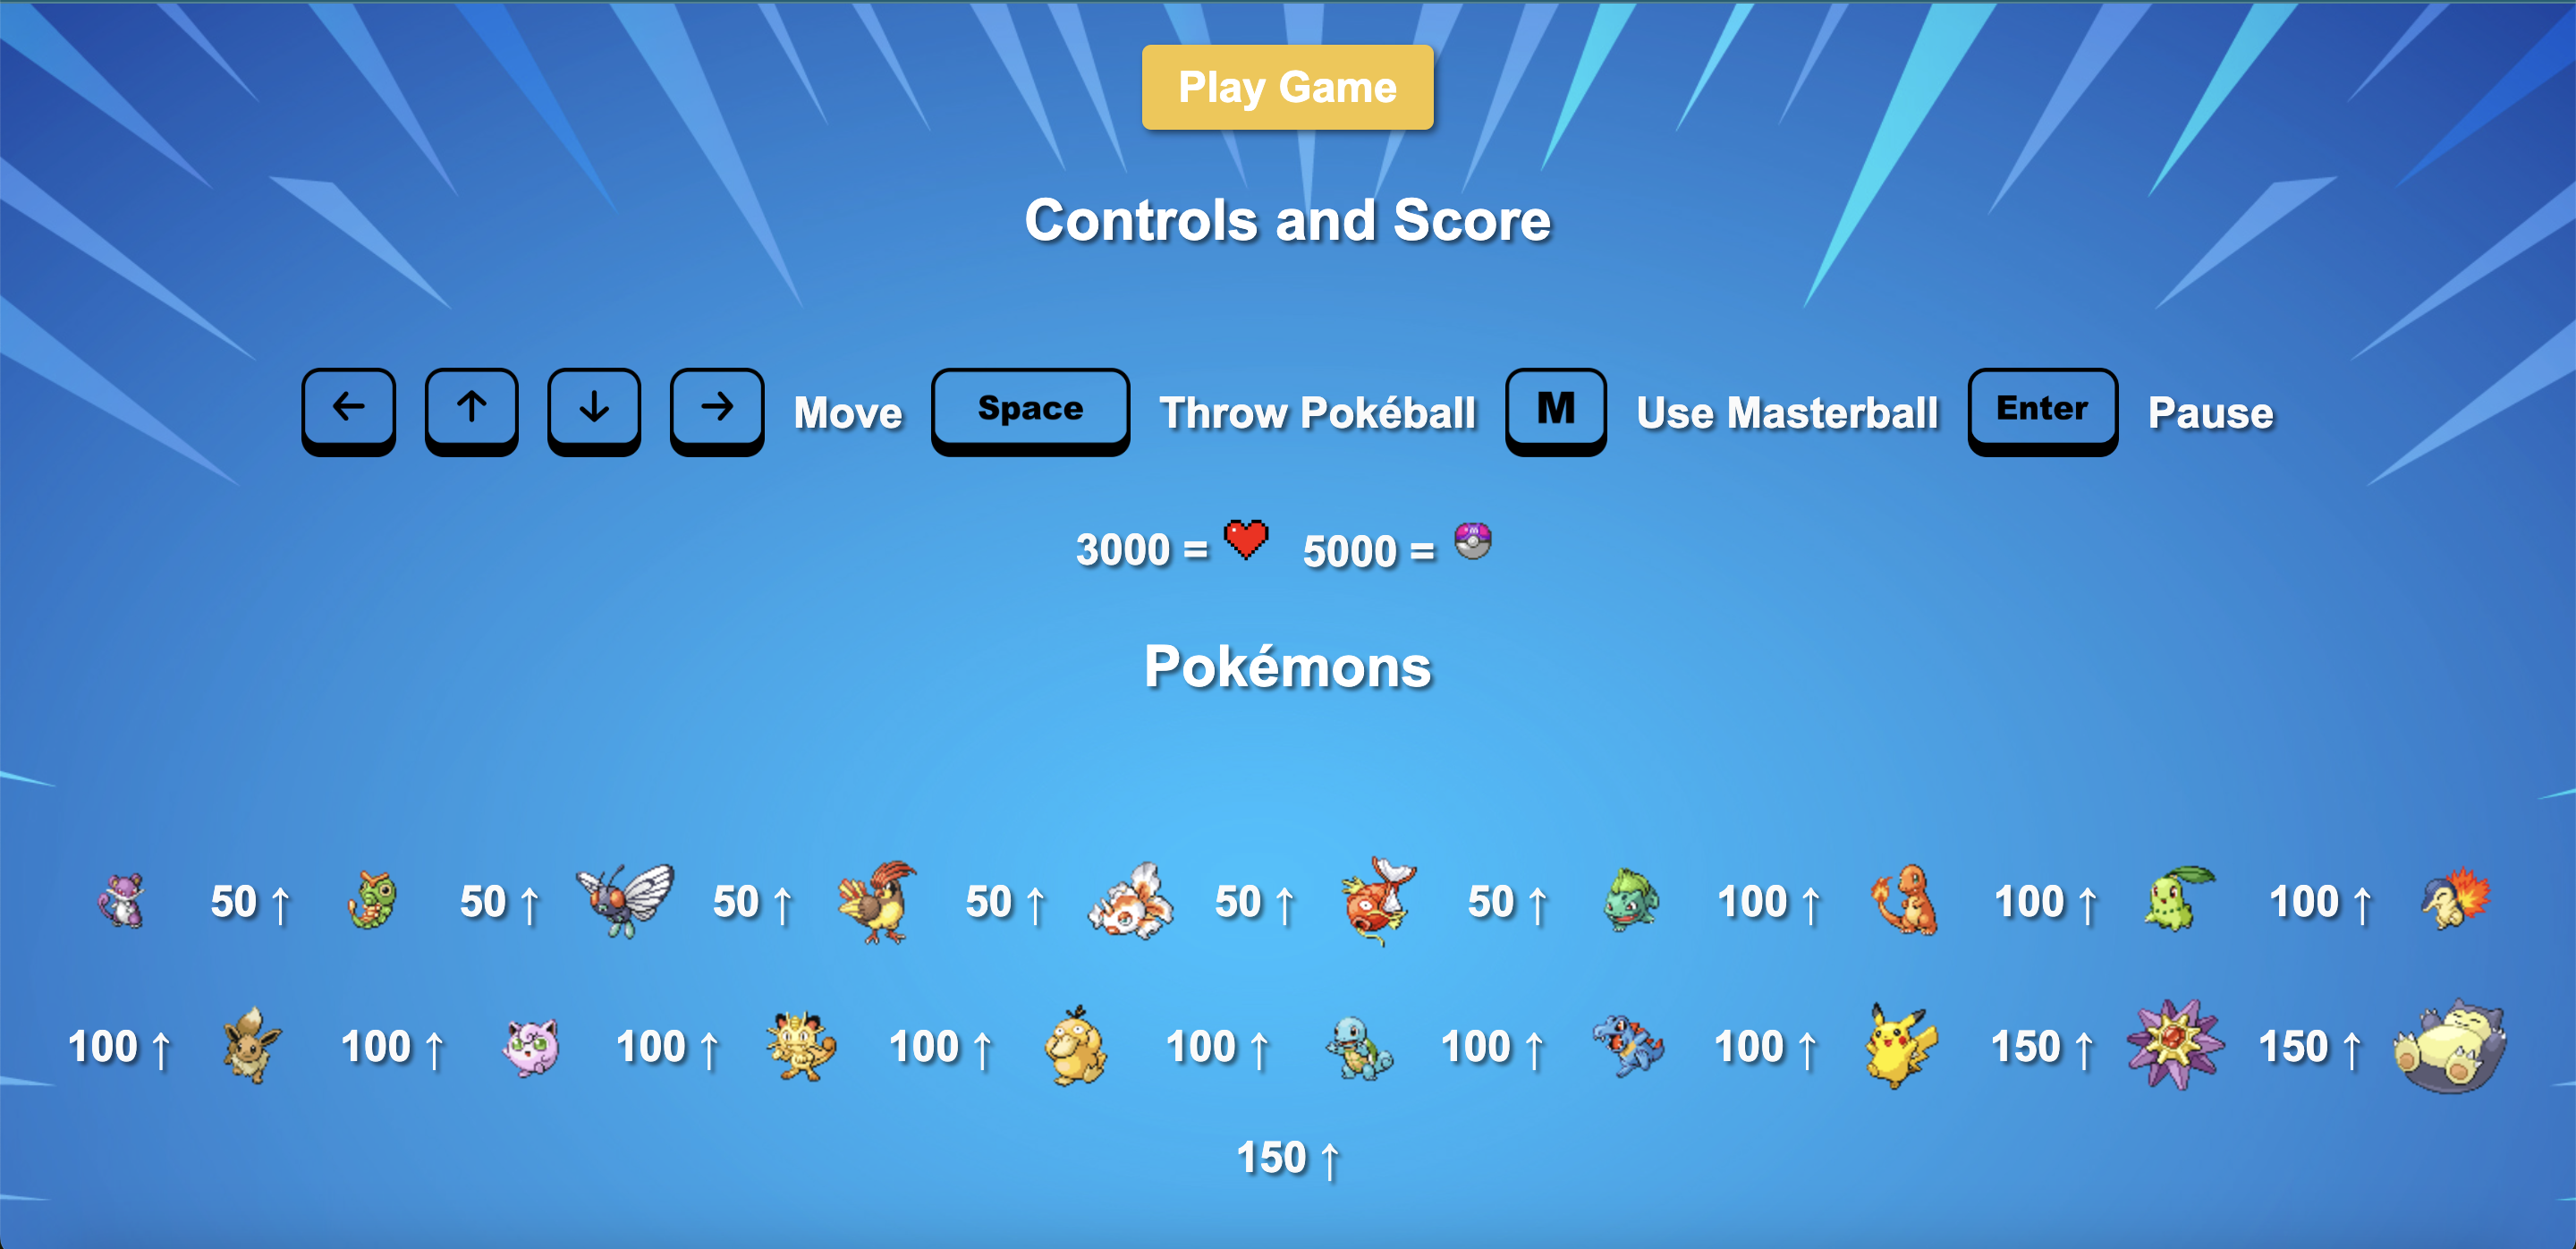 Play Game
Controls and Score
← ↑ ↓ → Move Space Throw Pokéball M Use Masterball Enter Pause
3000 = 5000 =
Pokémons
50 ↑ 50 ↑ 50 ↑ 50 ↑ 50 ↑ 50 ↑ 100 ↑ 100 ↑ 100 ↑
100 ↑ 100 ↑ 100 ↑ 100 ↑ 100 ↑ 100 ↑ 100 ↑ 150 ↑ 150 ↑
150 ↑